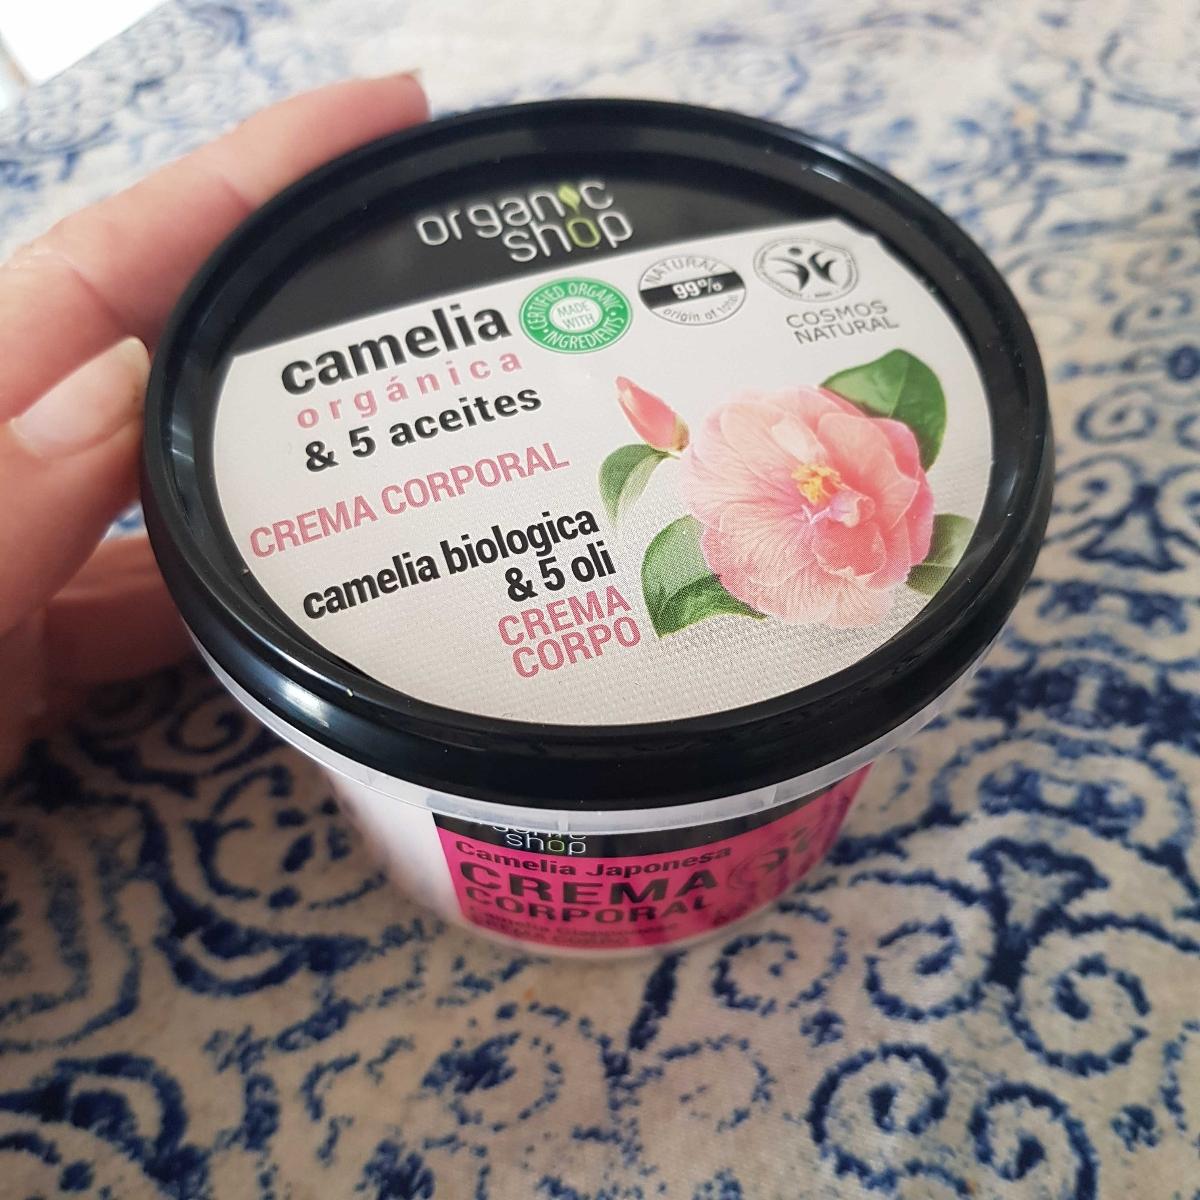 organic
shop
camelia
orgánica
& 5 aceites
CREMA CORPORAL
camelia biologica
& 5 oli
CREMA
CORPO
CERTIFIED ORGANIC
MADE
WITH
INGREDIENTS
NATURAL
99%
origin of total
COSMOS
NATURAL
organic
shop
Camelia Japonesa
CREMA
CORPORAL